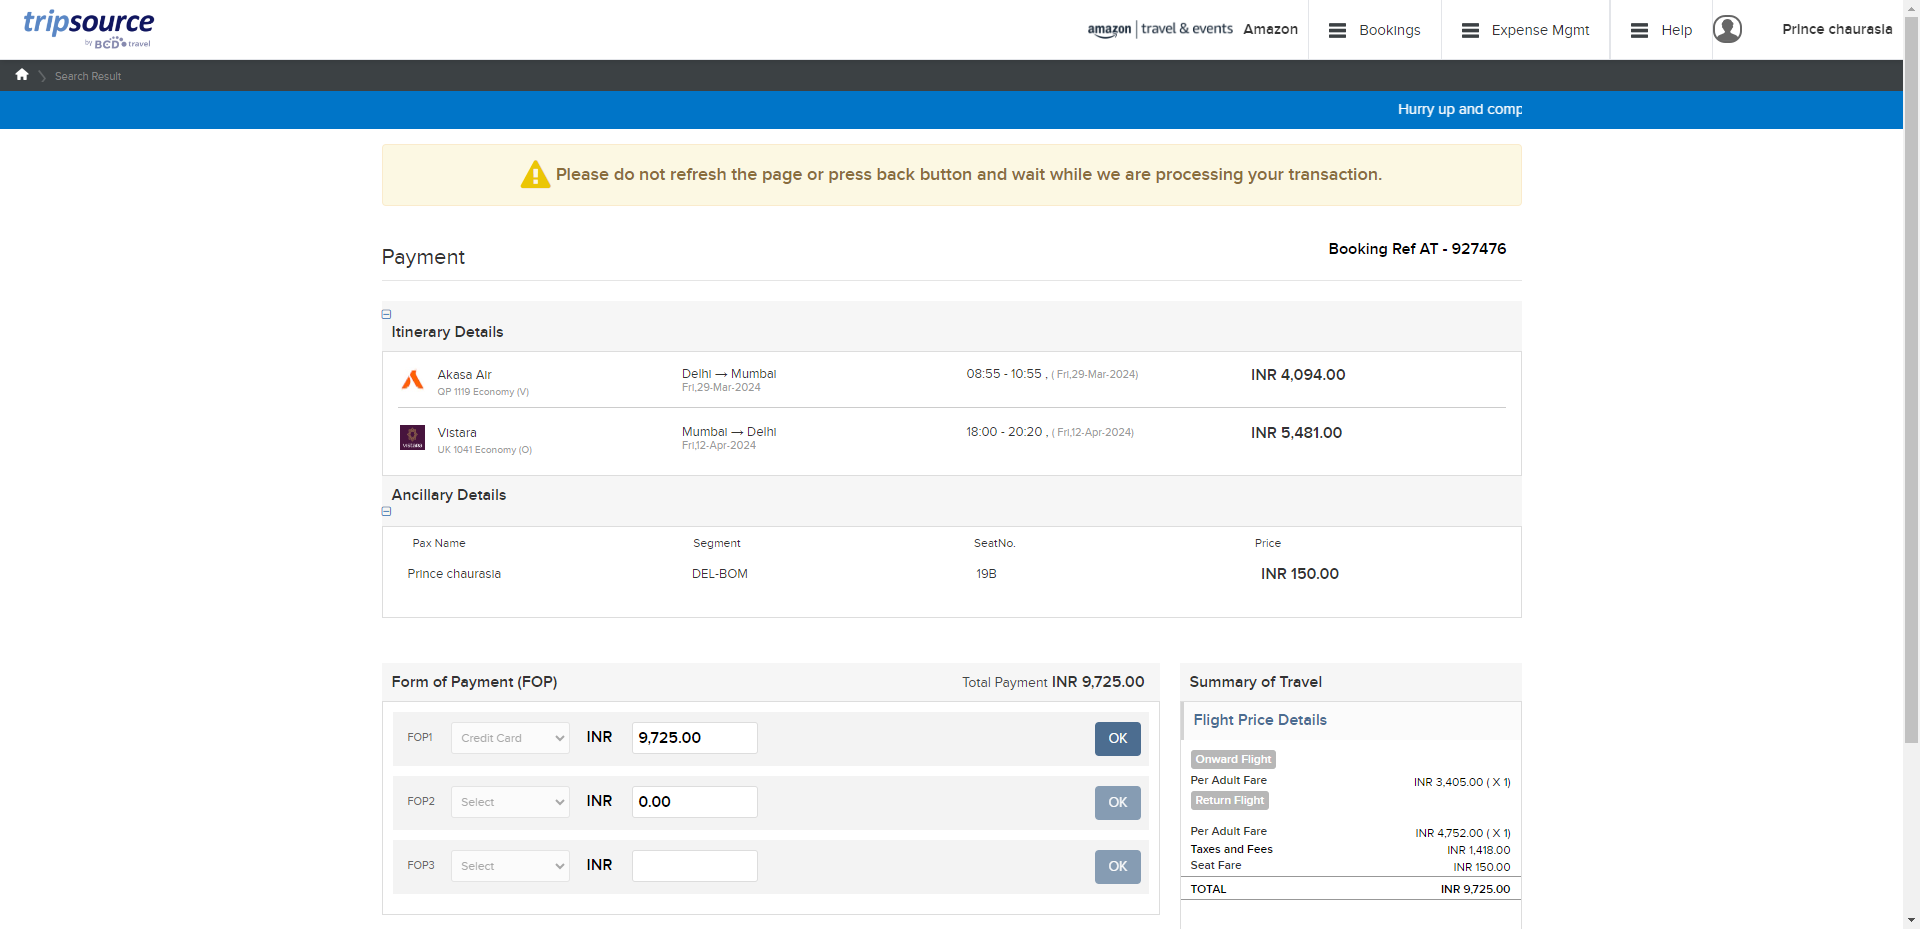 tripsource
by BCD travel
amazon | travel & events Amazon
Bookings
Expense Mgmt
Help
Prince chaurasia
Search Result
Hurry up and comp
Please do not refresh the page or press back button and wait while we are processing your transaction.
Payment
Booking Ref AT - 927476
Itinerary Details
Akasa Air
QP 1119 Economy (V)
Delhi → Mumbai
Fri,29-Mar-2024
08:55 - 10:55 , ( Fri,29-Mar-2024)
INR 4,094.00
VISTARA
Vistara
UK 1041 Economy (O)
Mumbai → Delhi
Fri,12-Apr-2024
18:00 - 20:20 , ( Fri,12-Apr-2024)
INR 5,481.00
Ancillary Details
Pax Name Segment SeatNo. Price
Prince chaurasia DEL-BOM 19B INR 150.00
Form of Payment (FOP)
Total Payment INR 9,725.00
FOP1 Credit Card INR 9,725.00 OK
FOP2 Select INR 0.00 OK
FOP3 Select INR OK
Summary of Travel
Flight Price Details
Onward Flight
Per Adult Fare INR 3,405.00 ( X 1)
Return Flight
Per Adult Fare INR 4,752.00 ( X 1)
Taxes and Fees INR 1,418.00
Seat Fare INR 150.00
TOTAL INR 9,725.00